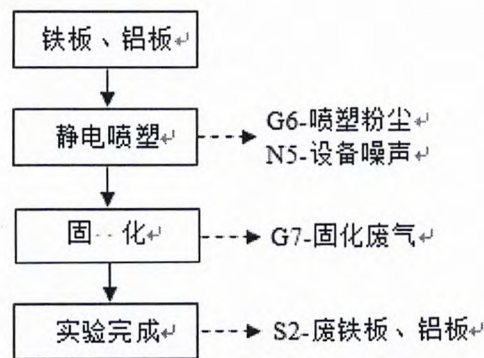 铁板、铝板
静电喷塑
G6-喷塑粉尘
N5-设备噪声
固化
G7-固化废气
实验完成
S2-废铁板、铝板